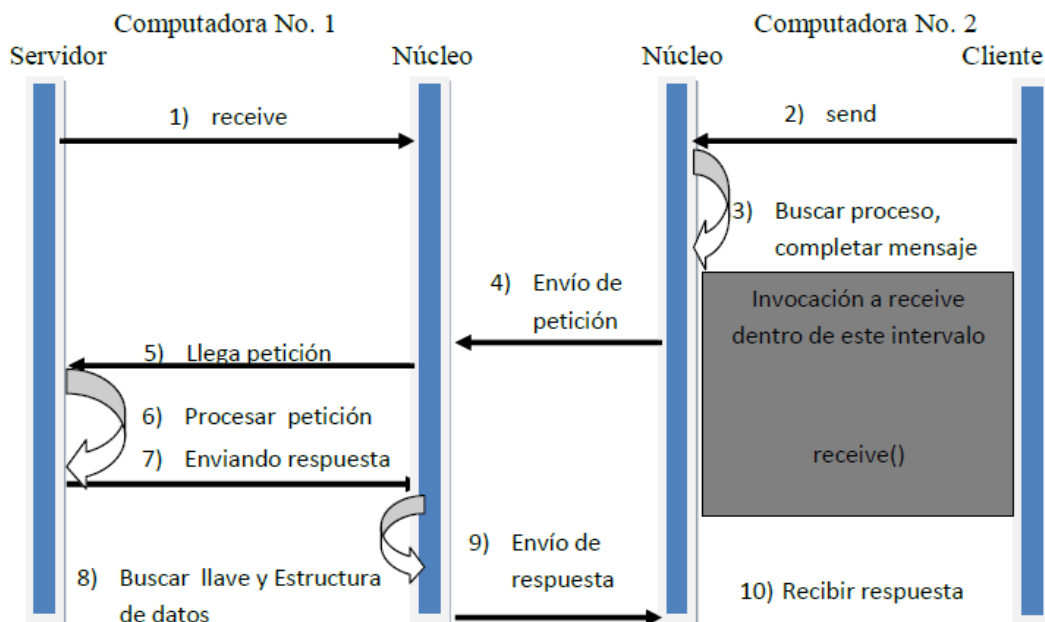 Computadora No. 1
Computadora No. 2
Servidor
Núcleo
Núcleo
Cliente
1) receive
2) send
3) Buscar proceso,
completar mensaje
4) Envío de
petición
Invocación a receive
dentro de este intervalo
receive()
5) Llega petición
6) Procesar petición
7) Enviando respuesta
8) Buscar llave y Estructura
de datos
9) Envío de
respuesta
10) Recibir respuesta